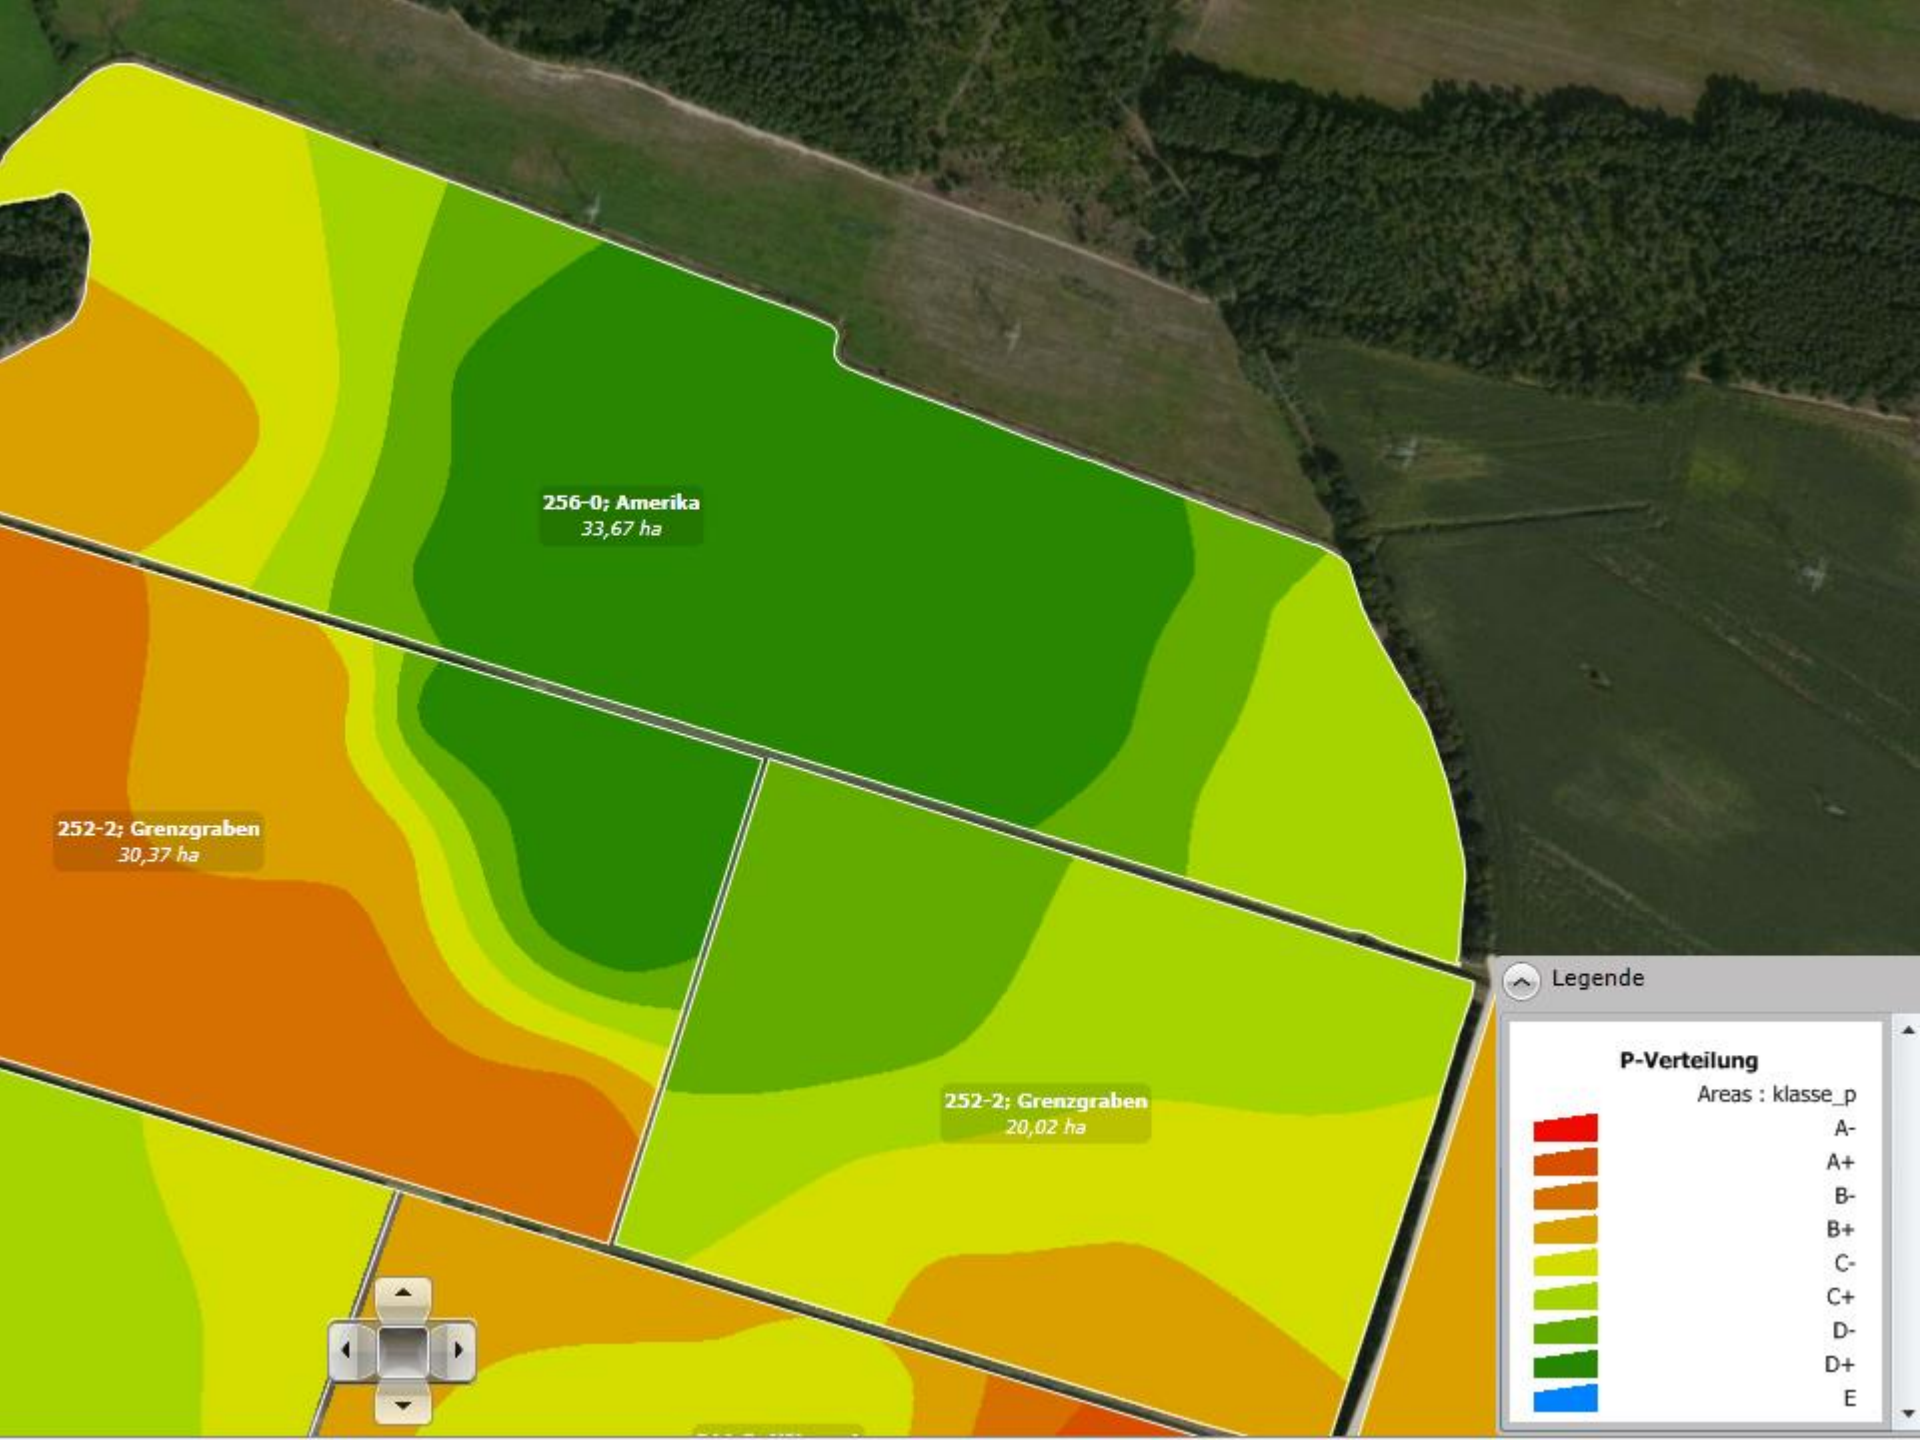 256-0; Amerika
33,67 ha
252-2; Grenzgraben
30,37 ha
252-2; Grenzgraben
20,02 ha
Legende
P-Verteilung
Areas : klasse_p
A-
A+
B-
B+
C-
C+
D-
D+
E